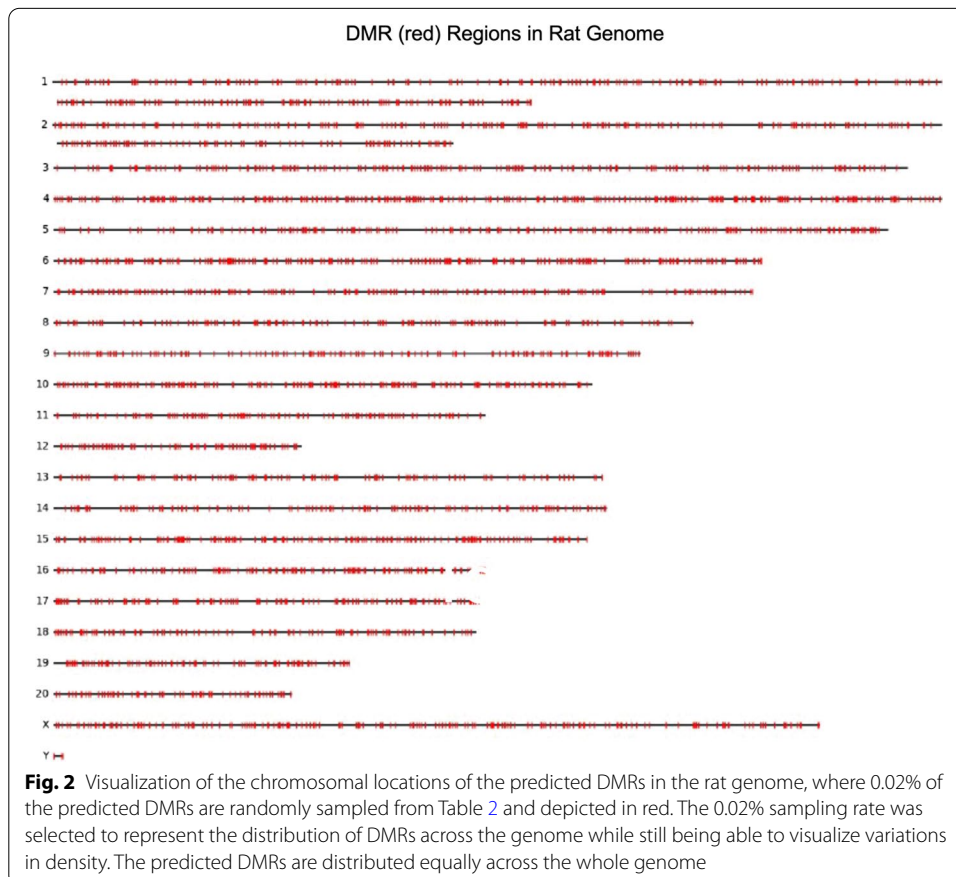 DMR (red) Regions in Rat Genome
1
2
3
4
5
6
7
8
9
10
11
12
13
14
15
16
17
18
19
20
X
Y
Fig. 2 Visualization of the chromosomal locations of the predicted DMRs in the rat genome, where 0.02% of
the predicted DMRs are randomly sampled from Table 2 and depicted in red. The 0.02% sampling rate was
selected to represent the distribution of DMRs across the genome while still being able to visualize variations
in density. The predicted DMRs are distributed equally across the whole genome